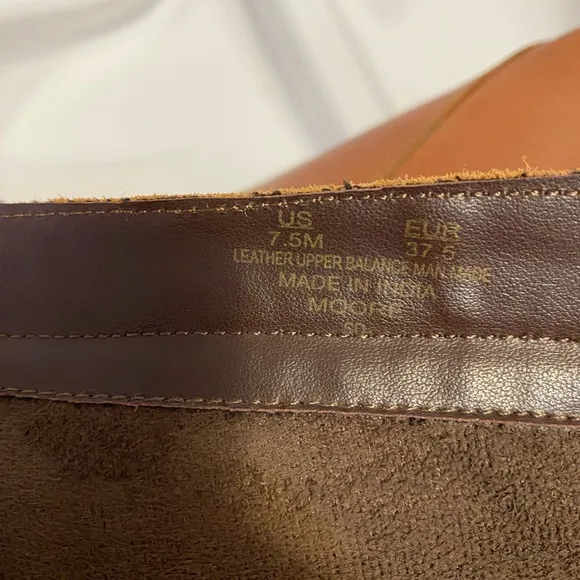 US EUR
7.5M 37.5
LEATHER UPPER BALANCE MAN MADE
MADE IN INDIA
MOORE